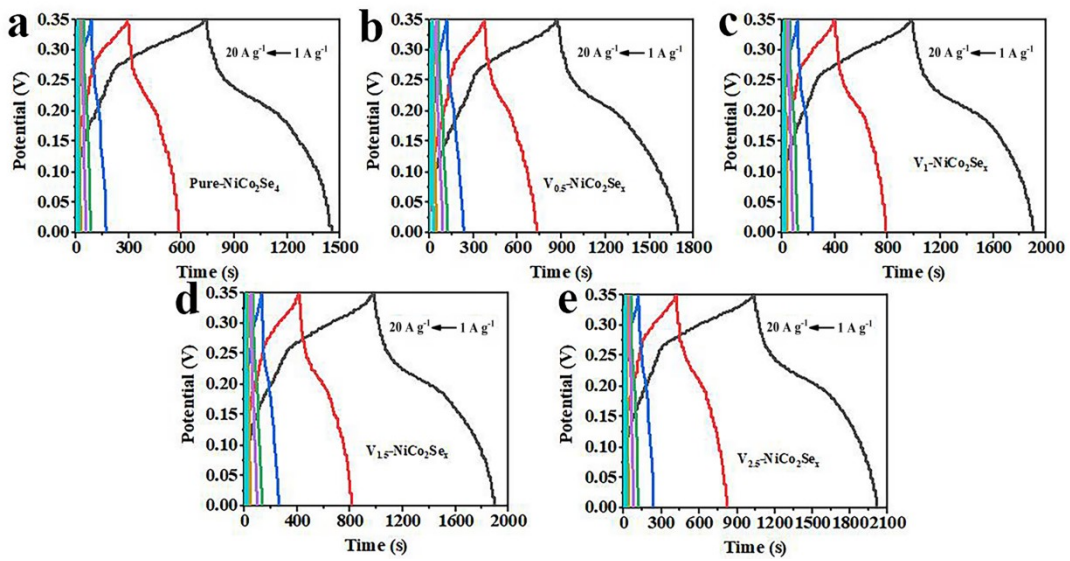 a
0.35
0.30
0.25
0.20
0.15
0.10
0.05
0.00
Potential (V)
20 A g⁻¹ ← 1 A g⁻¹
Pure-NiCo₂Se₄
0 300 600 900 1200 1500
Time (s)
b
0.35
0.30
0.25
0.20
0.15
0.10
0.05
0.00
Potential (V)
20 A g⁻¹ ← 1 A g⁻¹
V₀.₅-NiCo₂Seₓ
0 300 600 900 1200 1500 1800
Time (s)
c
0.35
0.30
0.25
0.20
0.15
0.10
0.05
0.00
Potential (V)
20 A g⁻¹ ← 1 A g⁻¹
V₁-NiCo₂Seₓ
0 400 800 1200 1600 2000
Time (s)
d
0.35
0.30
0.25
0.20
0.15
0.10
0.05
0.00
Potential (V)
20 A g⁻¹ ← 1 A g⁻¹
V₁.₅-NiCo₂Seₓ
0 400 800 1200 1600 2000
Time (s)
e
0.35
0.30
0.25
0.20
0.15
0.10
0.05
0.00
Potential (V)
20 A g⁻¹ ← 1 A g⁻¹
V₂.₅-NiCo₂Seₓ
0 300 600 900 1200 1500 1800 2100
Time (s)